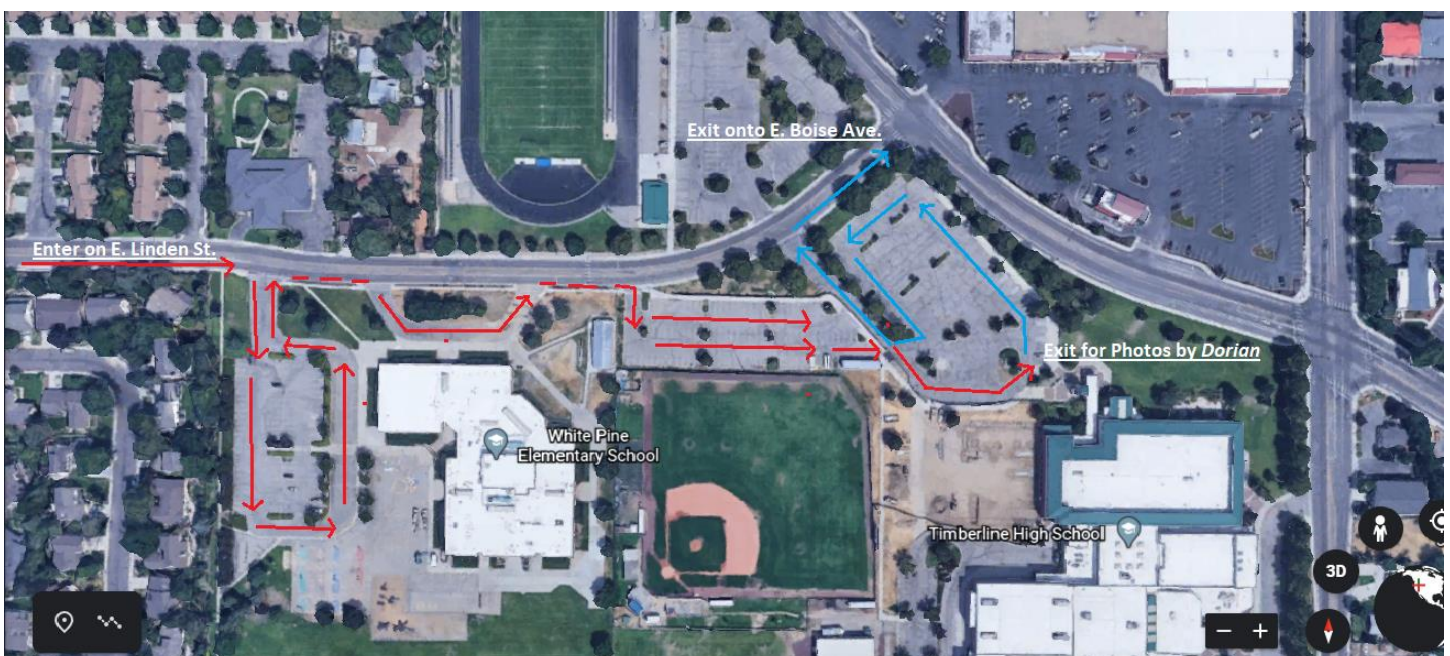 Exit onto E. Boise Ave.
Enter on E. Linden St.
Exit for Photos by Dorian
White Pine
Elementary School
Timberline High School
3D